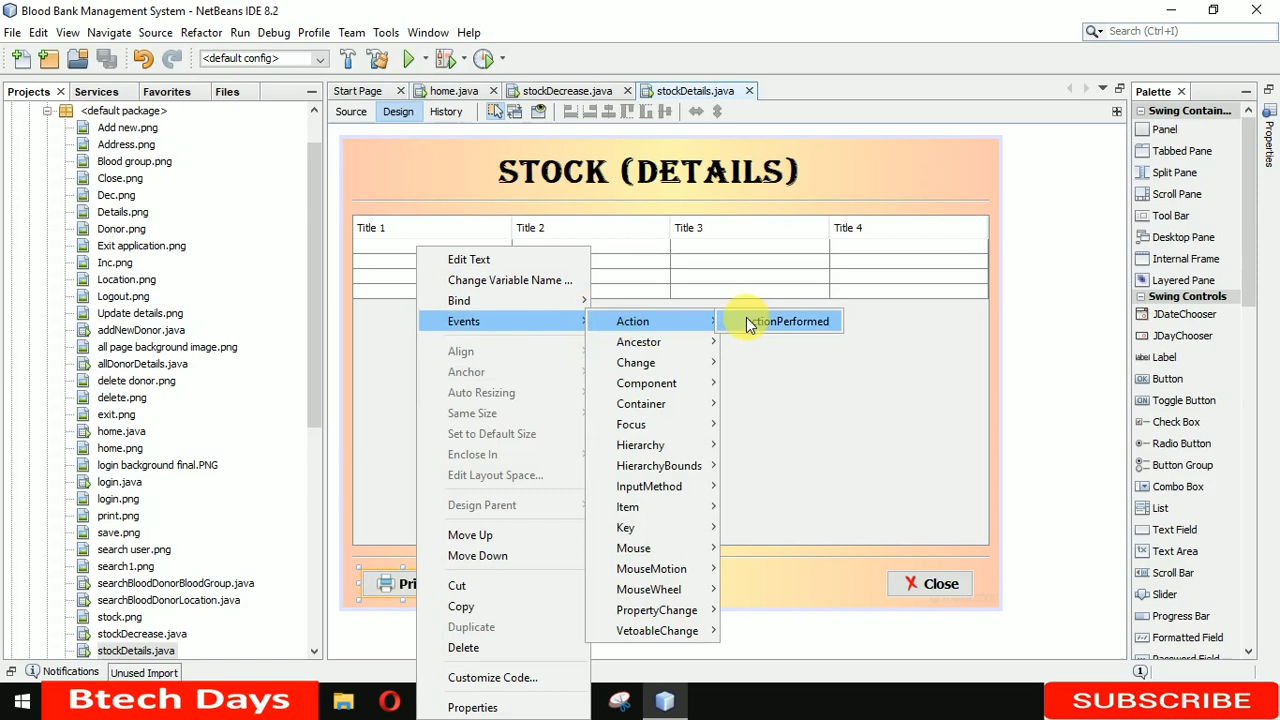 Blood Bank Management System - NetBeans IDE 8.2
File Edit View Navigate Source Refactor Run Debug Profile Team Tools Window Help
Search (Ctrl+I)
<default config>
Projects Services Favorites Files
Start Page home.java stockDecrease.java stockDetails.java
Source Design History
<default package>
Add new.png
Address.png
Blood group.png
Close.png
Dec.png
Details.png
Donor.png
Exit application.png
Inc.png
Location.png
Logout.png
Update details.png
addNewDonor.java
all page background image.png
allDonorDetails.java
delete donor.png
delete.png
exit.png
home.java
home.png
login background final.PNG
login.java
login.png
print.png
save.png
search user.png
search1.png
searchBloodDonorBloodGroup.java
searchBloodDonorLocation.java
stock.png
stockDecrease.java
stockDetails.java
STOCK (DETAILS)
Title 1 Title 2 Title 3 Title 4
Close
Edit Text
Change Variable Name ...
Bind
Events
Align
Anchor
Auto Resizing
Same Size
Set to Default Size
Enclose In
Edit Layout Space...
Design Parent
Move Up
Move Down
Cut
Copy
Duplicate
Delete
Customize Code...
Properties
Action
Ancestor
Change
Component
Container
Focus
Hierarchy
HierarchyBounds
InputMethod
Item
Key
Mouse
MouseMotion
MouseWheel
PropertyChange
VetoableChange
Palette
Swing Contain...
Panel
Tabbed Pane
Split Pane
Scroll Pane
Tool Bar
Desktop Pane
Internal Frame
Layered Pane
Swing Controls
JDateChooser
JDayChooser
Label
Button
Toggle Button
Check Box
Radio Button
Button Group
Combo Box
List
Text Field
Text Area
Scroll Bar
Slider
Progress Bar
Formatted Field
Properties
Notifications Unused Import
Btech Days
SUBSCRIBE